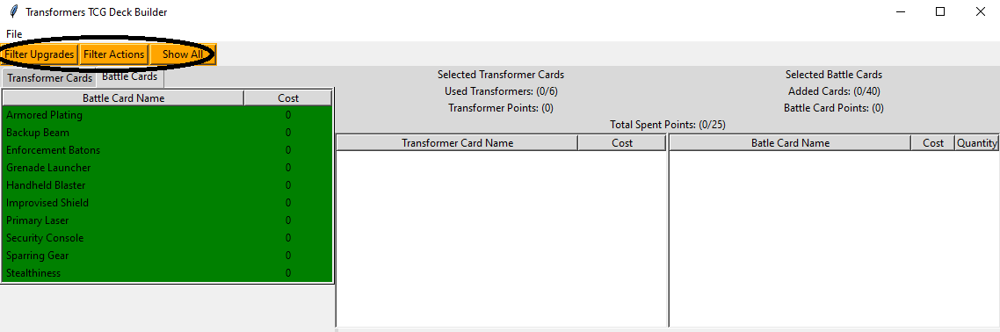 Transformers TCG Deck Builder
File
Filter Upgrades Filter Actions Show All
Transformer Cards Battle Cards
Selected Transformer Cards Selected Battle Cards
Used Transformers: (0/6) Added Cards: (0/40)
Transformer Points: (0) Battle Card Points: (0)
Total Spent Points: (0/25)
Battle Card Name Cost
Armored Plating 0
Backup Beam 0
Enforcement Batons 0
Grenade Launcher 0
Handheld Blaster 0
Improvised Shield 0
Primary Laser 0
Security Console 0
Sparring Gear 0
Stealthiness 0
Transformer Card Name Cost
Batle Card Name Cost Quantity